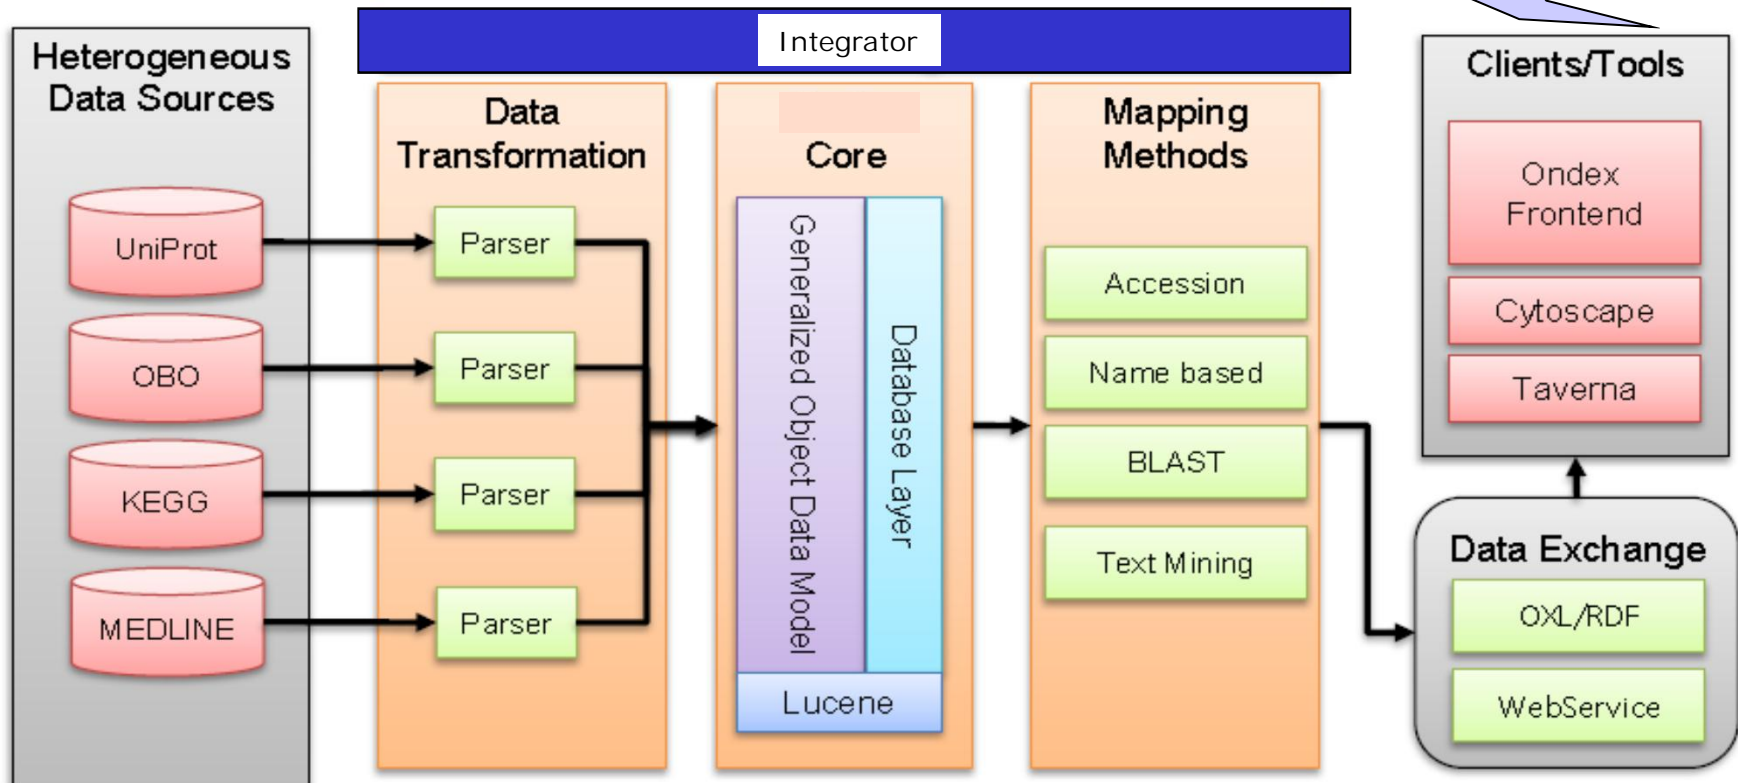 Integrator
Heterogeneous
Data Sources
UniProt
OBO
KEGG
MEDLINE
Data
Transformation
Parser
Parser
Parser
Parser
Core
Generalized Object Data Model
Database Layer
Lucene
Mapping
Methods
Accession
Name based
BLAST
Text Mining
Clients/Tools
Ondex
Frontend
Cytoscape
Taverna
Data Exchange
OXL/RDF
WebService